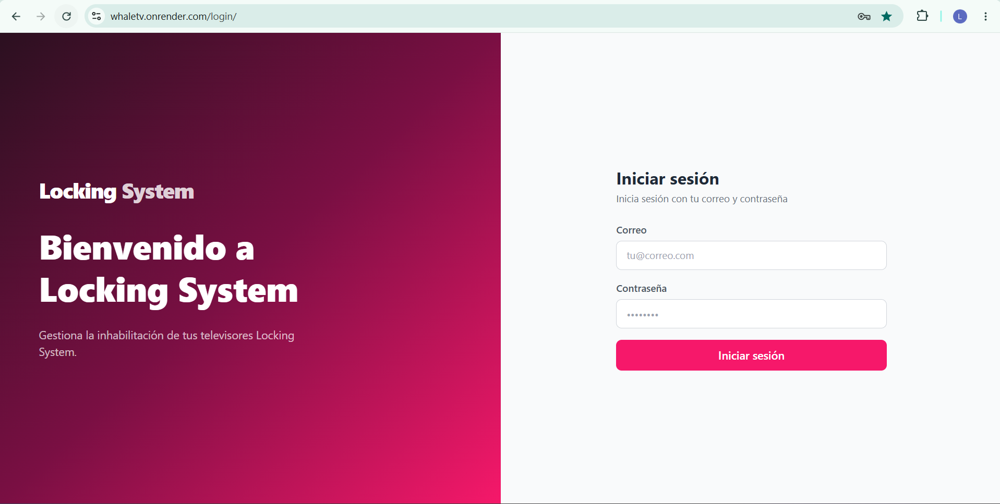 whaletv.onrender.com/login/
L
Locking System
Bienvenido a
Locking System
Gestiona la inhabilitación de tus televisores Locking
System.
Iniciar sesión
Inicia sesión con tu correo y contraseña
Correo
tu@correo.com
Contraseña
••••••••
Iniciar sesión